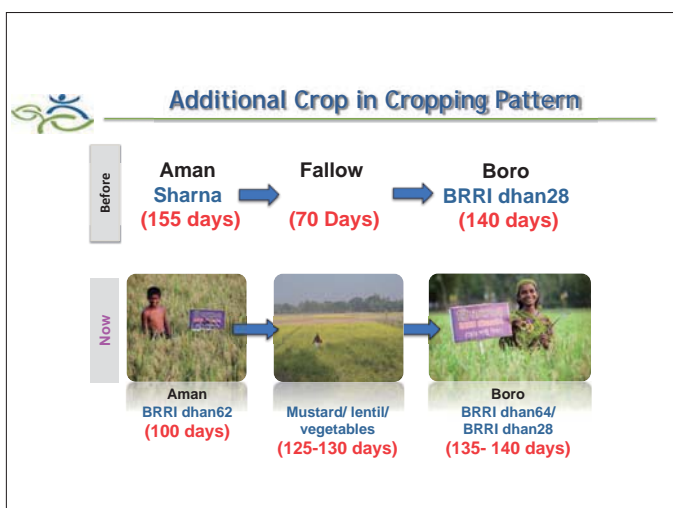 Additional Crop in Cropping Pattern
Before
Aman
Sharna
(155 days)
Fallow
(70 Days)
Boro
BRRI dhan28
(140 days)
Now
Aman
BRRI dhan62
(100 days)
Mustard/ lentil/
vegetables
(125-130 days)
Boro
BRRI dhan64/
BRRI dhan28
(135- 140 days)